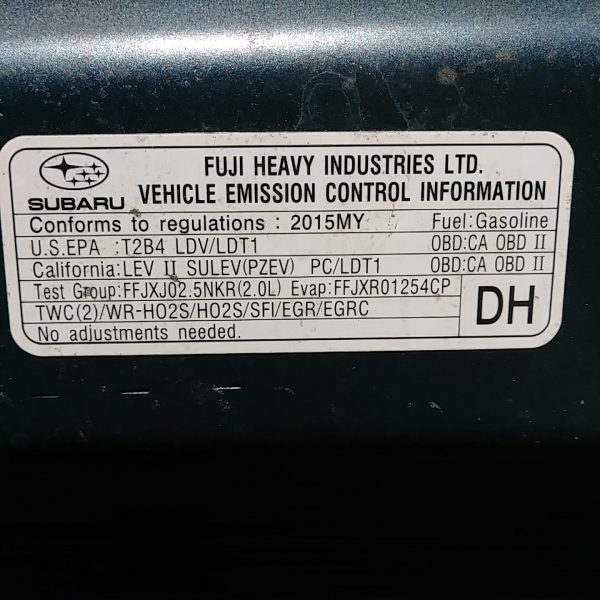 FUJI HEAVY INDUSTRIES LTD.
SUBARU VEHICLE EMISSION CONTROL INFORMATION
Conforms to regulations : 2015MY Fuel:Gasoline
U.S.EPA :T2B4 LDV/LDT1 OBD:CA OBD II
California:LEV II SULEV(PZEV) PC/LDT1 OBD:CA OBD II
Test Group:FFJXJ02.5NKR(2.0L) Evap:FFJXR01254CP
TWC(2)/WR-HO2S/HO2S/SFI/EGR/EGRC
No adjustments needed.
DH